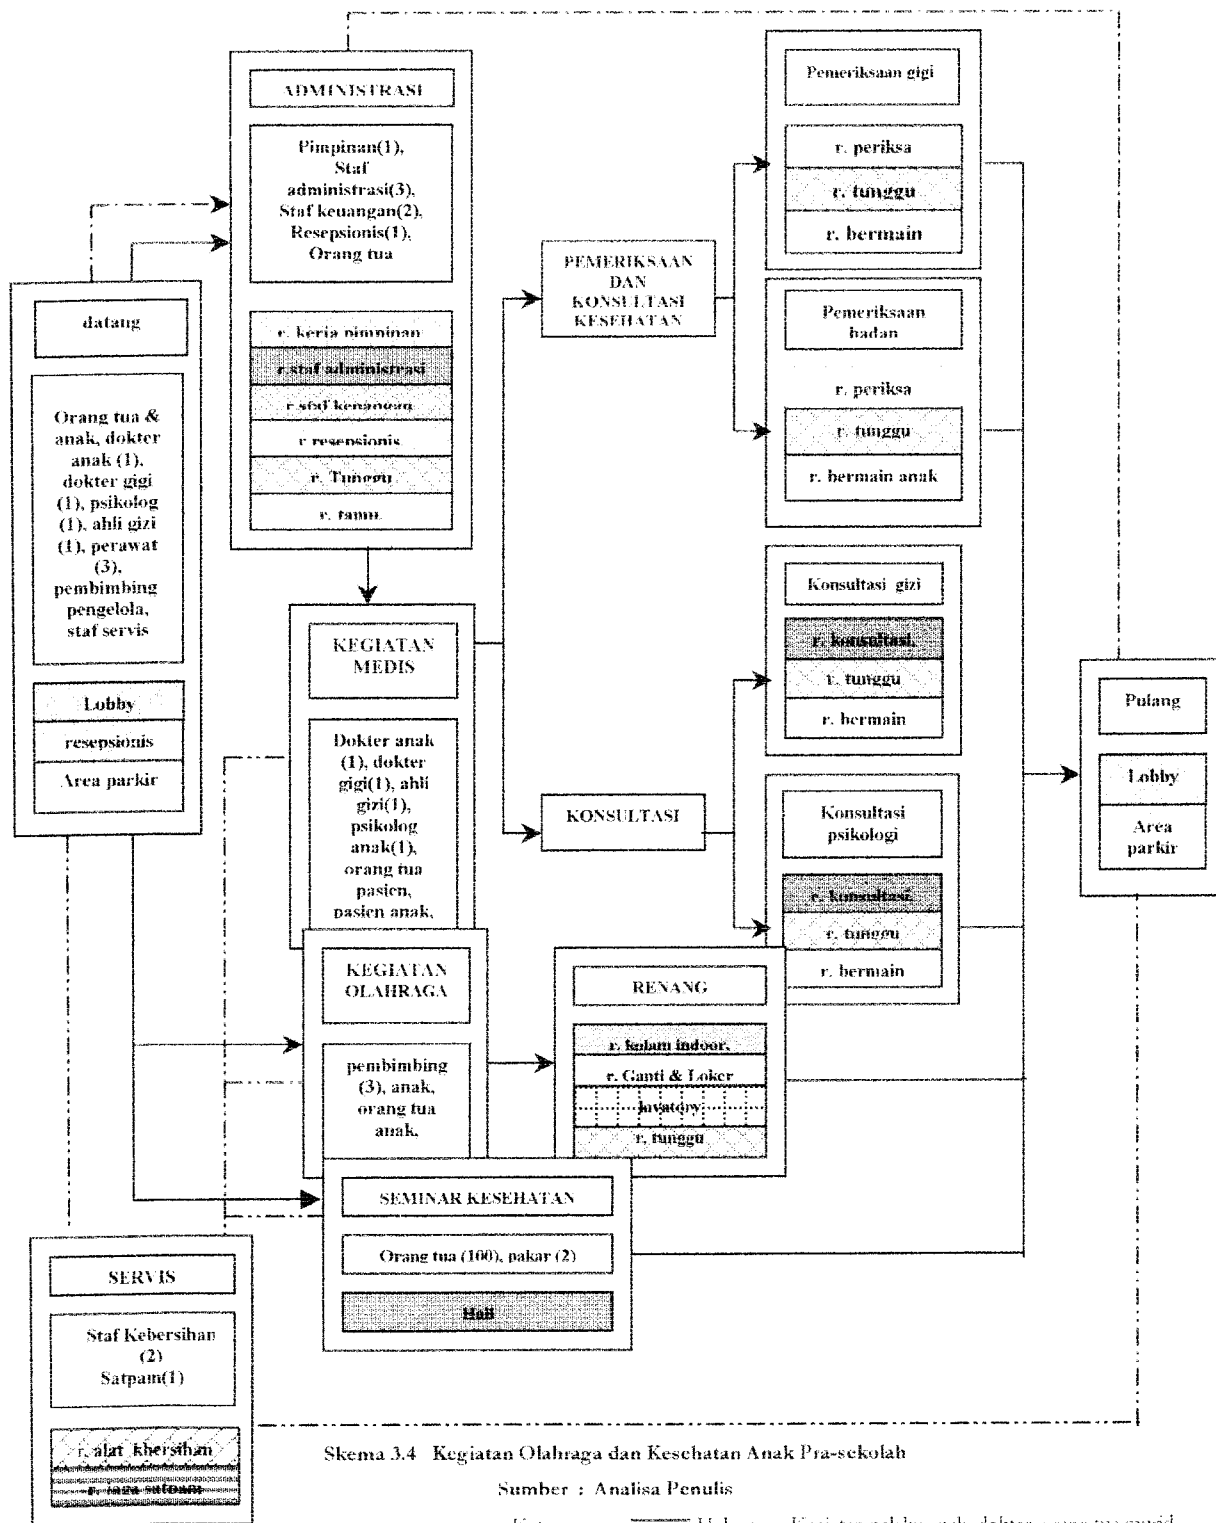 ADMINISTRASI
Pimpinan(1),
Staf
administrasi(3),
Staf keuangan(2),
Resepsionis(1),
Orang tua
r. kerja pimpinan
r.staf administrasi
r.staf keuangan
r resepsionis
r. Tunggu
r. tamu
datang
Orang tua &
anak, dokter
anak (1),
dokter gigi
(1), psikolog
(1), ahli gizi
(1), perawat
(3),
pembimbing
pengelola,
staf servis
Lobby
resepsionis
Area parkir
Pemeriksaan gigi
r. periksa
r. tunggu
r. bermain
PEMERIKSAAN
DAN
KONSULTASI
KESEHATAN
Pemeriksaan
badan
r. periksa
r. tunggu
r. bermain anak
KEGIATAN
MEDIS
Dokter anak
(1), dokter
gigi(1), ahli
gizi(1),
psikolog
anak(1),
orang tua
pasien,
pasien anak,
Konsultasi gizi
r. konsultasi,
r. tunggu
r. bermain
KONSULTASI
Konsultasi
psikologi
r. konsultasi,
r. tunggu
r. bermain
Pulang
Lobby
Area
parkir
KEGIATAN
OLAHRAGA
pembimbing
(3), anak,
orang tua
anak,
RENANG
r. kolam indoor,
r. Ganti & Loker
lavatory
r. tunggu
SEMINAR KESEHATAN
Orang tua (100), pakar (2)
Hall
SERVIS
Staf Kebersihan
(2)
Satpam(1)
r. alat kbersihan
r. jaga satpam
Skema 3.4 Kegiatan Olahraga dan Kesehatan Anak Pra-sekolah
Sumber : Analisa Penulis